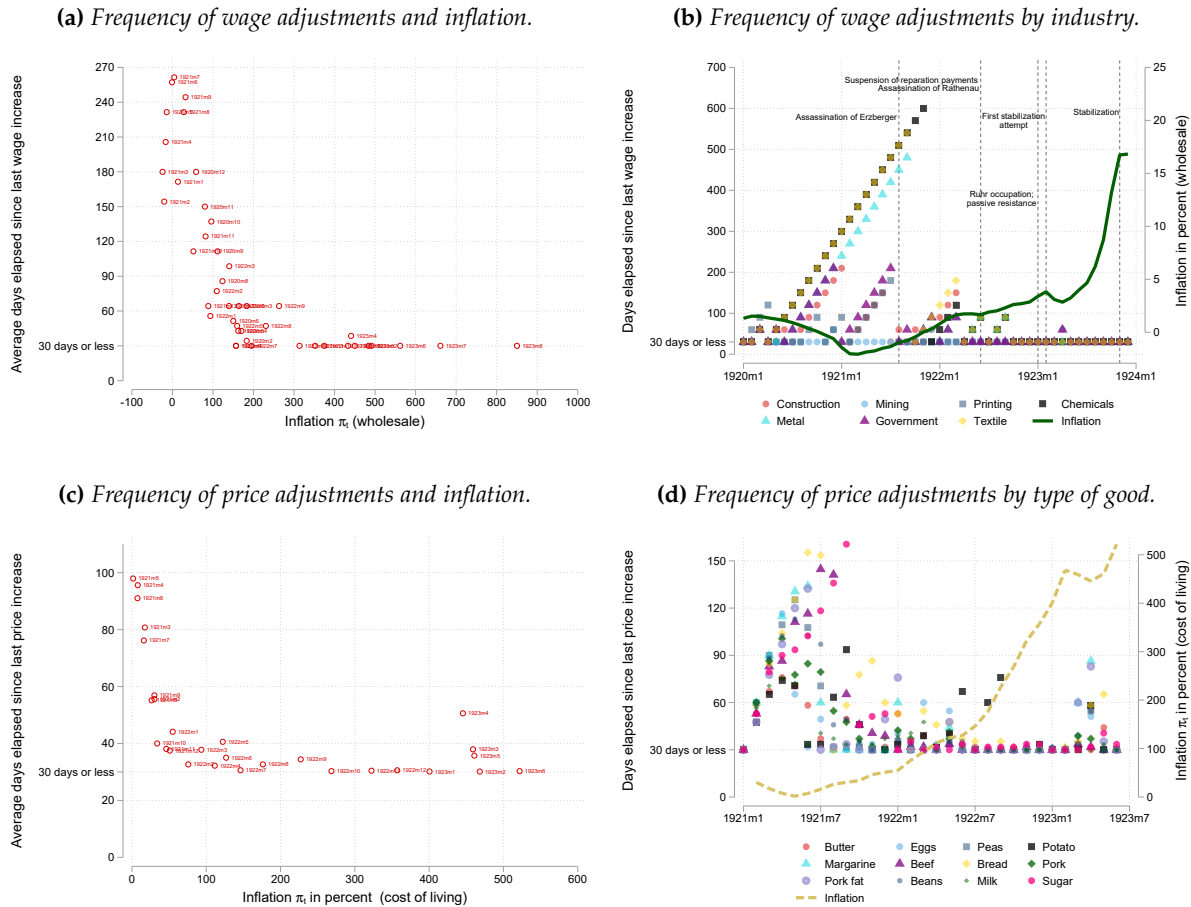 (a) Frequency of wage adjustments and inflation.
Average days elapsed since last wage increase
270
240
210
180
150
120
90
60
30 days or less
0
1921m7
1921m6
1921m9
1921m8
1921m4
1921m3
1920m12
1921m1
1921m2
1920m11
1920m10
1921m11
1920m9
1922m3
1920m8
1922m2
1922m9
1922m1
1920m6
1922m5
1922m8
1920m2
1923m4
1922m7
1923m6
1923m7
1923m8
-100
0
100
200
300
400
500
600
700
800
900
1000
Inflation πt (wholesale)
(b) Frequency of wage adjustments by industry.
Days elapsed since last wage increase
700
600
500
400
300
200
100
30 days or less
0
Suspension of reparation payments
Assassination of Rathenau
Assassination of Erzberger
First stabilization
attempt
Stabilization
Ruhr occupation;
passive resistance
25
20
15
10
5
0
Inflation in percent (wholesale)
1920m1
1921m1
1922m1
1923m1
1924m1
Construction
Mining
Printing
Chemicals
Metal
Government
Textile
Inflation
(c) Frequency of price adjustments and inflation.
Average days elapsed since last price increase
100
80
60
40
30 days or less
20
0
1921m5
1921m4
1921m6
1921m3
1921m7
1921m9
1922m1
1921m10
1922m5
1922m3
1922m6
1922m4
1922m7
1922m8
1922m9
1922m10
1922m12
1923m1
1923m4
1923m3
1923m5
1923m2
1923m6
0
100
200
300
400
500
600
Inflation πt in percent (cost of living)
(d) Frequency of price adjustments by type of good.
Days elapsed since last price increase
150
120
90
60
30 days or less
0
500
400
300
200
100
0
Inflation πt in percent (cost of living)
1921m1
1921m7
1922m1
1922m7
1923m1
1923m7
Butter
Eggs
Peas
Potato
Margarine
Beef
Bread
Pork
Pork fat
Beans
Milk
Sugar
Inflation